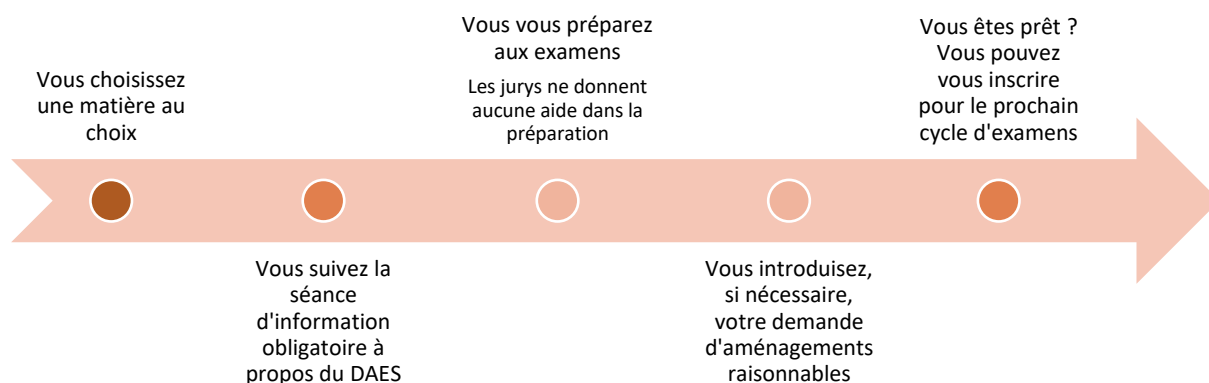 Vous choisissez
une matière au
choix
Vous suivez la
séance
d'information
obligatoire à
propos du DAES
Vous vous préparez
aux examens
Les jurys ne donnent
aucune aide dans la
préparation
Vous introduisez,
si nécessaire,
votre demande
d'aménagements
raisonnables
Vous êtes prêt ?
Vous pouvez
vous inscrire
pour le prochain
cycle d'examens